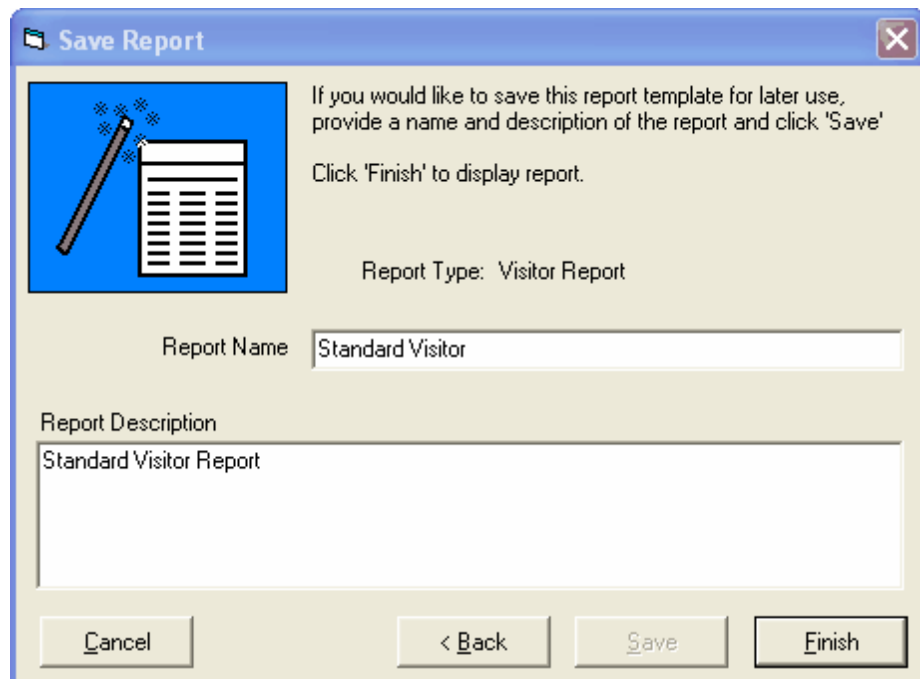 Save Report
If you would like to save this report template for later use,
provide a name and description of the report and click 'Save'
Click 'Finish' to display report.
Report Type: Visitor Report
Report Name
Standard Visitor
Report Description
Standard Visitor Report
Cancel
< Back
Save
Finish